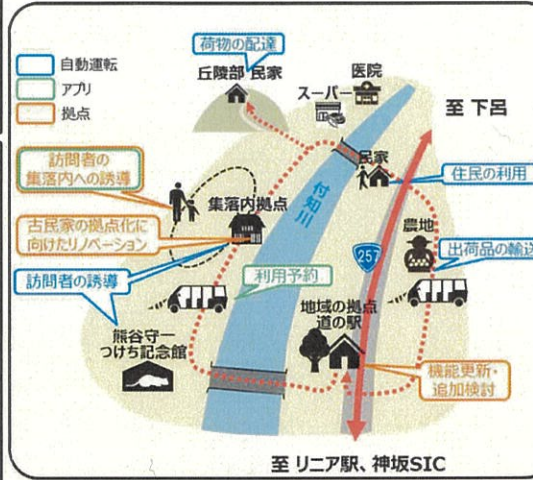 荷物の配達
自動運転
アプリ
拠点
丘陵部 民家
医院
スーパー
至 下呂
訪問者の
集落内への誘導
民家
住民の利用
付知川
集落内拠点
古民家の拠点化に
向けたリノベーション
農地
257
出荷品の輸送
訪問者の誘導
利用予約
地域の拠点
道の駅
熊谷守一
つけち記念館
機能更新・
追加検討
至 リニア駅、神坂SIC